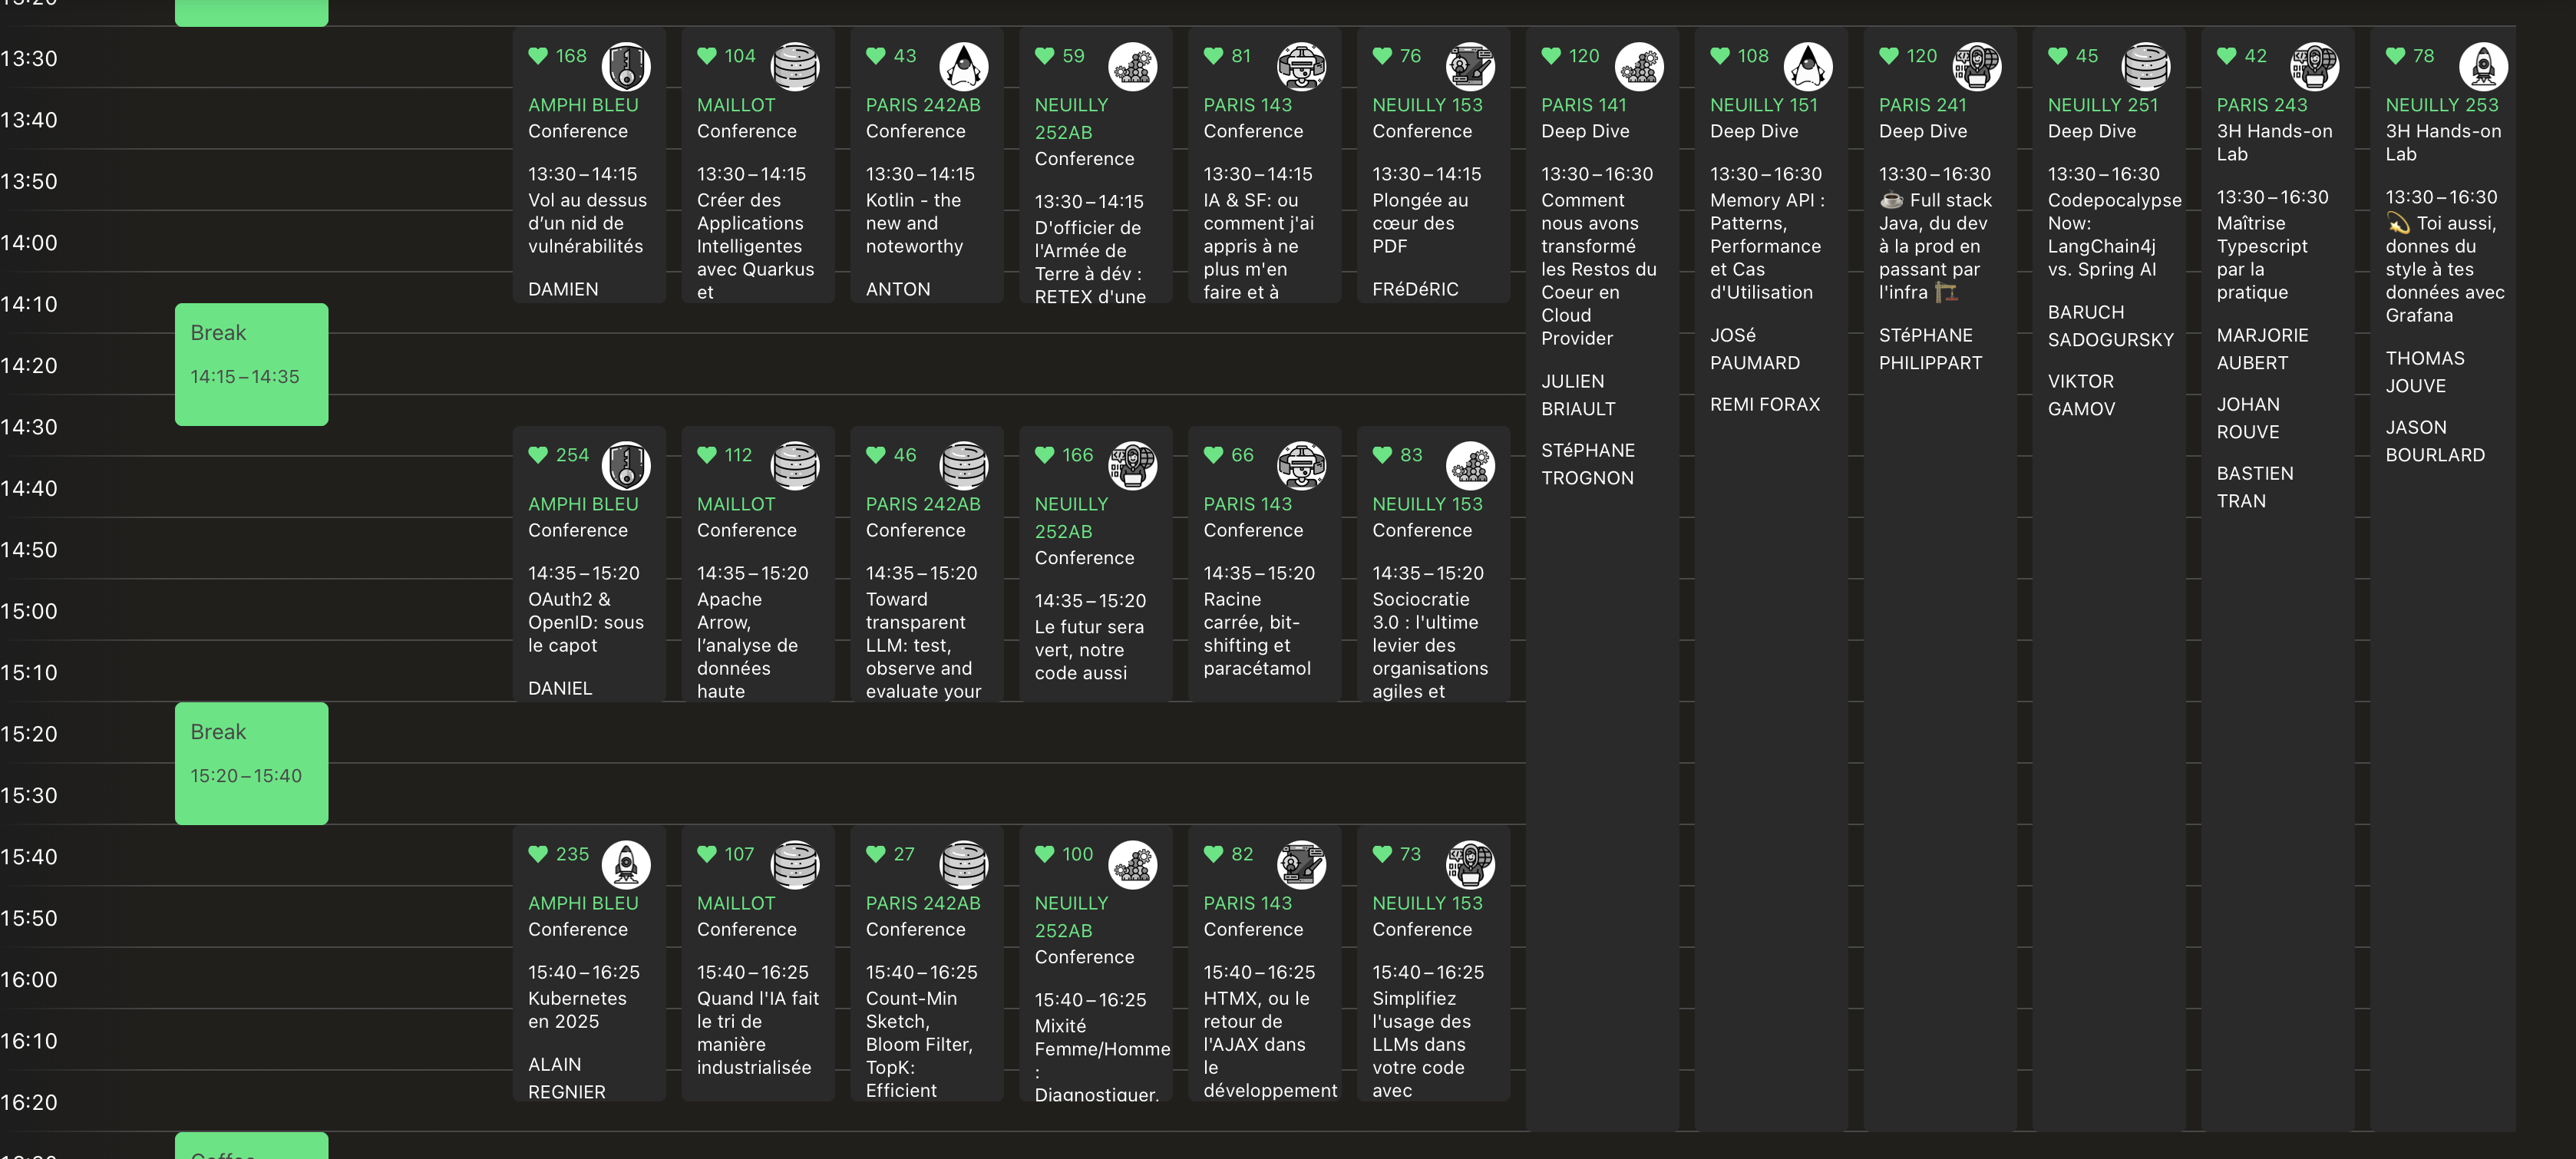 13:30
13:40
13:50
14:00
14:10
14:20
14:30
14:40
14:50
15:00
15:10
15:20
15:30
15:40
15:50
16:00
16:10
16:20
Break
14:15 – 14:35
Break
15:20 – 15:40
168
AMPHI BLEU
Conference
13:30 – 14:15
Vol au dessus
d’un nid de
vulnérabilités
DAMIEN
104
MAILLOT
Conference
13:30 – 14:15
Créer des
Applications
Intelligentes
avec Quarkus
et
43
PARIS 242AB
Conference
13:30 – 14:15
Kotlin - the
new and
noteworthy
ANTON
59
NEUILLY
252AB
Conference
13:30 – 14:15
D'officier de
l'Armée de
Terre à dév :
RETEX d'une
81
PARIS 143
Conference
13:30 – 14:15
IA & SF: ou
comment j'ai
appris à ne
plus m'en
faire et à
76
NEUILLY 153
Conference
13:30 – 14:15
Plongée au
cœur des
PDF
FRéDéRIC
120
PARIS 141
Deep Dive
13:30 – 16:30
Comment
nous avons
transformé
les Restos du
Coeur en
Cloud
Provider
JULIEN
BRIAULT
STéPHANE
TROGNON
108
NEUILLY 151
Deep Dive
13:30 – 16:30
Memory API :
Patterns,
Performance
et Cas
d'Utilisation
JOSé
PAUMARD
REMI FORAX
120
PARIS 241
Deep Dive
13:30 – 16:30
☕ Full stack
Java, du dev
à la prod en
passant par
l'infra 🏗️
STéPHANE
PHILIPPART
45
NEUILLY 251
Deep Dive
13:30 – 16:30
Codepocalypse
Now:
LangChain4j
vs. Spring AI
BARUCH
SADOGURSKY
VIKTOR
GAMOV
42
PARIS 243
3H Hands-on
Lab
13:30 – 16:30
Maîtrise
Typescript
par la
pratique
MARJORIE
AUBERT
JOHAN
ROUVE
BASTIEN
TRAN
78
NEUILLY 253
3H Hands-on
Lab
13:30 – 16:30
💫 Toi aussi,
donnes du
style à tes
données avec
Grafana
THOMAS
JOUVE
JASON
BOURLARD
254
AMPHI BLEU
Conference
14:35 – 15:20
OAuth2 &
OpenID: sous
le capot
DANIEL
112
MAILLOT
Conference
14:35 – 15:20
Apache
Arrow,
l’analyse de
données
haute
46
PARIS 242AB
Conference
14:35 – 15:20
Toward
transparent
LLM: test,
observe and
evaluate your
166
NEUILLY
252AB
Conference
14:35 – 15:20
Le futur sera
vert, notre
code aussi
66
PARIS 143
Conference
14:35 – 15:20
Racine
carrée, bit-
shifting et
paracétamol
83
NEUILLY 153
Conference
14:35 – 15:20
Sociocratie
3.0 : l'ultime
levier des
organisations
agiles et
235
AMPHI BLEU
Conference
15:40 – 16:25
Kubernetes
en 2025
ALAIN
REGNIER
107
MAILLOT
Conference
15:40 – 16:25
Quand l'IA fait
le tri de
manière
industrialisée
27
PARIS 242AB
Conference
15:40 – 16:25
Count-Min
Sketch,
Bloom Filter,
TopK:
Efficient
100
NEUILLY
252AB
Conference
15:40 – 16:25
Mixité
Femme/Homme
:
Diagnostiquer,
82
PARIS 143
Conference
15:40 – 16:25
HTMX, ou le
retour de
l'AJAX dans
le
développement
73
NEUILLY 153
Conference
15:40 – 16:25
Simplifiez
l'usage des
LLMs dans
votre code
avec